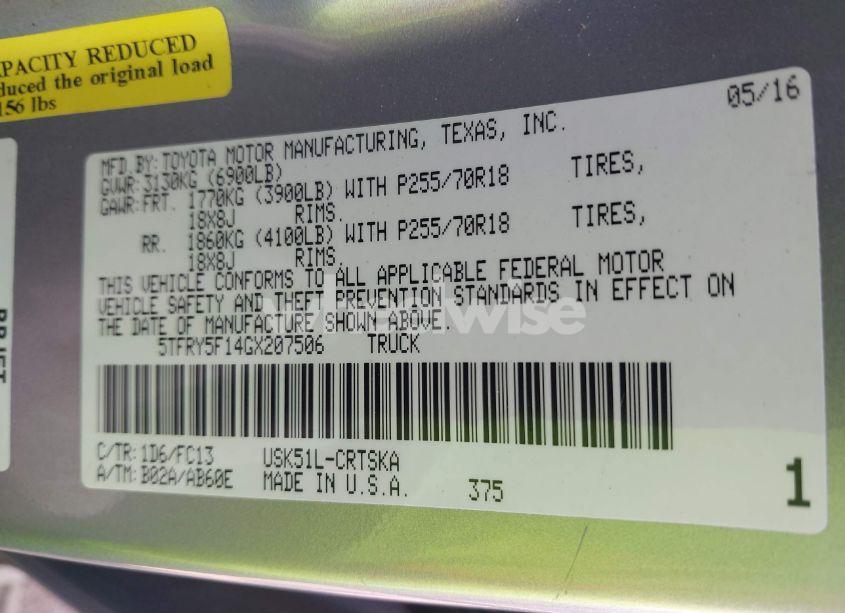 PACITY REDUCED
duced the original load
156 lbs
05/16
MFD.BY:TOYOTA MOTOR MANUFACTURING, TEXAS, INC.
GVWR:3130KG (6900LB)
GAWR:FRT. 1770KG (3900LB) WITH P255/70R18 TIRES,
18X8J RIMS.
RR. 1860KG (4100LB) WITH P255/70R18 TIRES,
18X8J RIMS.
THIS VEHICLE CONFORMS TO ALL APPLICABLE FEDERAL MOTOR
VEHICLE SAFETY AND THEFT PREVENTION STANDARDS IN EFFECT ON
THE DATE OF MANUFACTURE SHOWN ABOVE.
5TFRY5F14GX207506 TRUCK
C/TR:1D6/FC13 USK51L-CRTSKA
A/TM:B02A/AB60E MADE IN U.S.A. 375
1